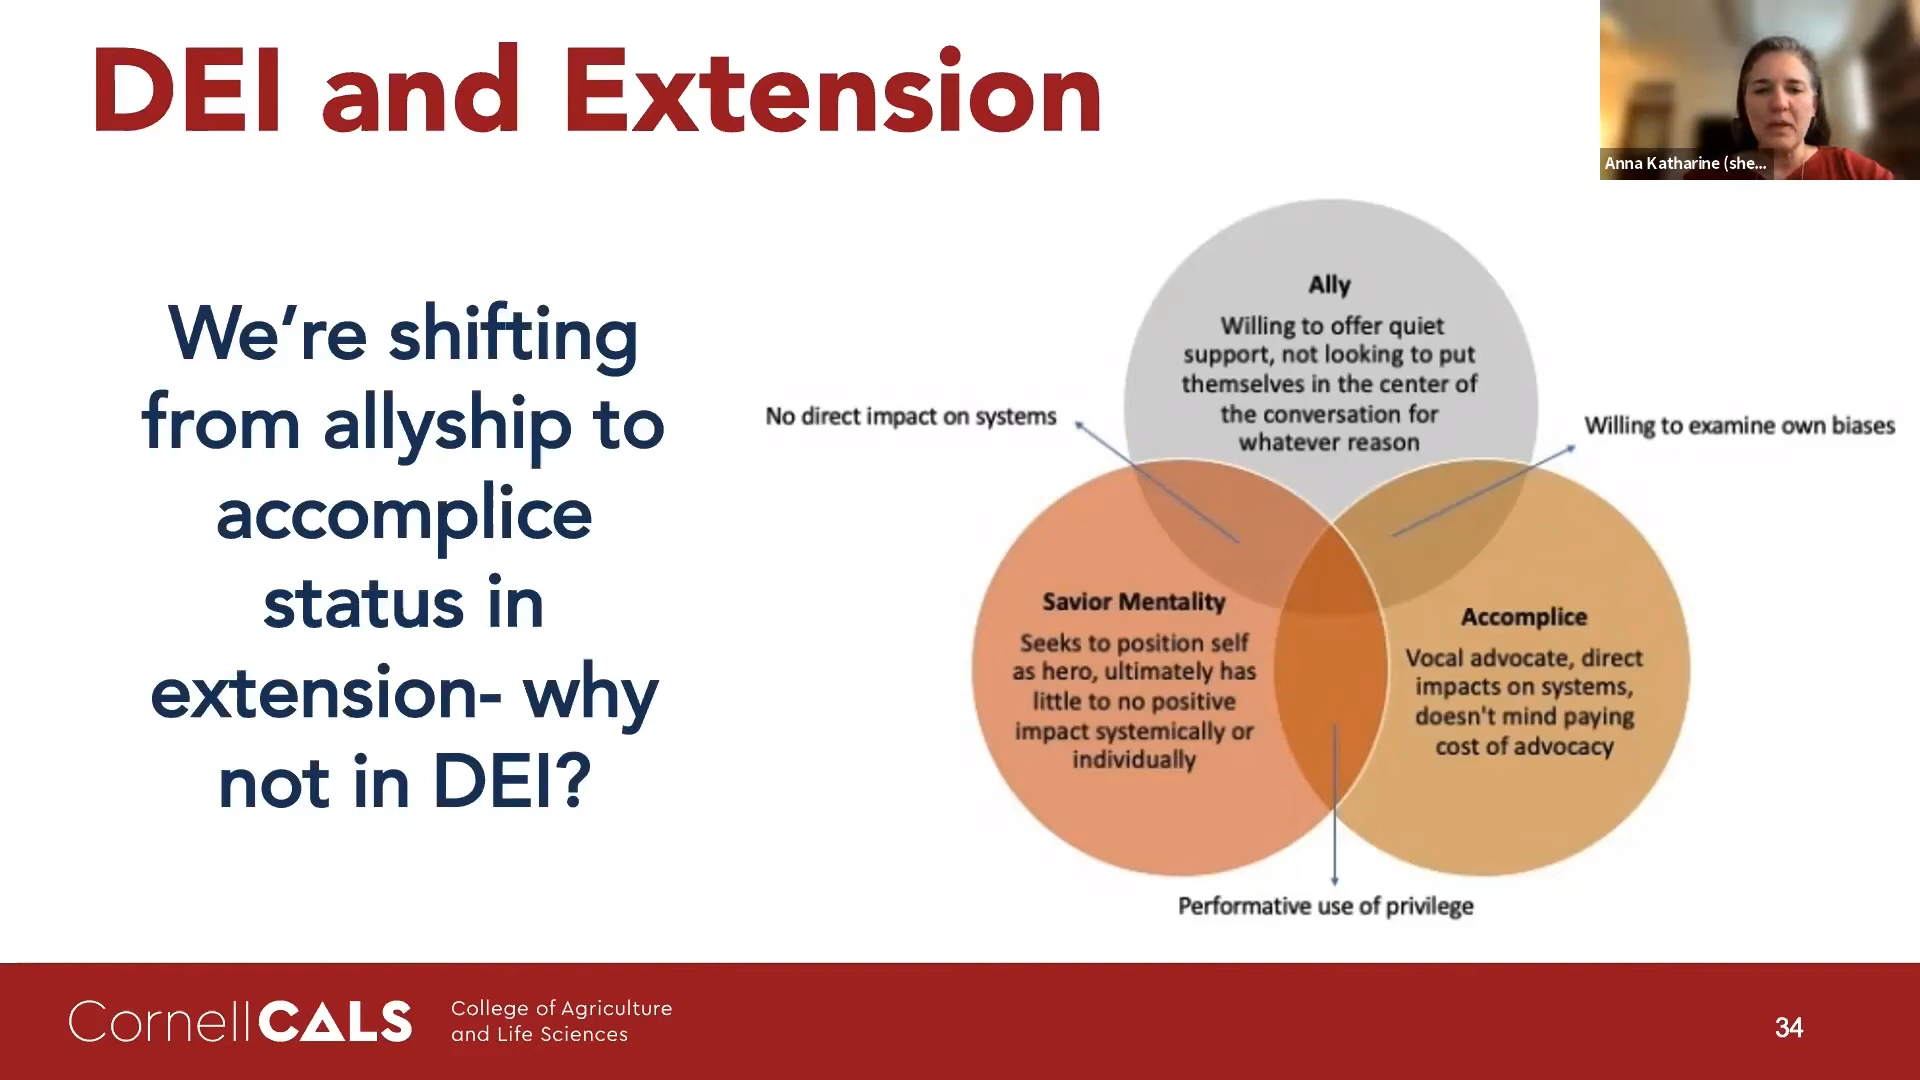 DEI and Extension
Anna Katharine (she...
We’re shifting
from allyship to
accomplice
status in
extension- why
not in DEI?
Ally
Willing to offer quiet
support, not looking to put
themselves in the center of
the conversation for
whatever reason
No direct impact on systems
Willing to examine own biases
Savior Mentality
Seeks to position self
as hero, ultimately has
little to no positive
impact systemically or
individually
Accomplice
Vocal advocate, direct
impacts on systems,
doesn't mind paying
cost of advocacy
Performative use of privilege
CornellCALS
College of Agriculture
and Life Sciences
34